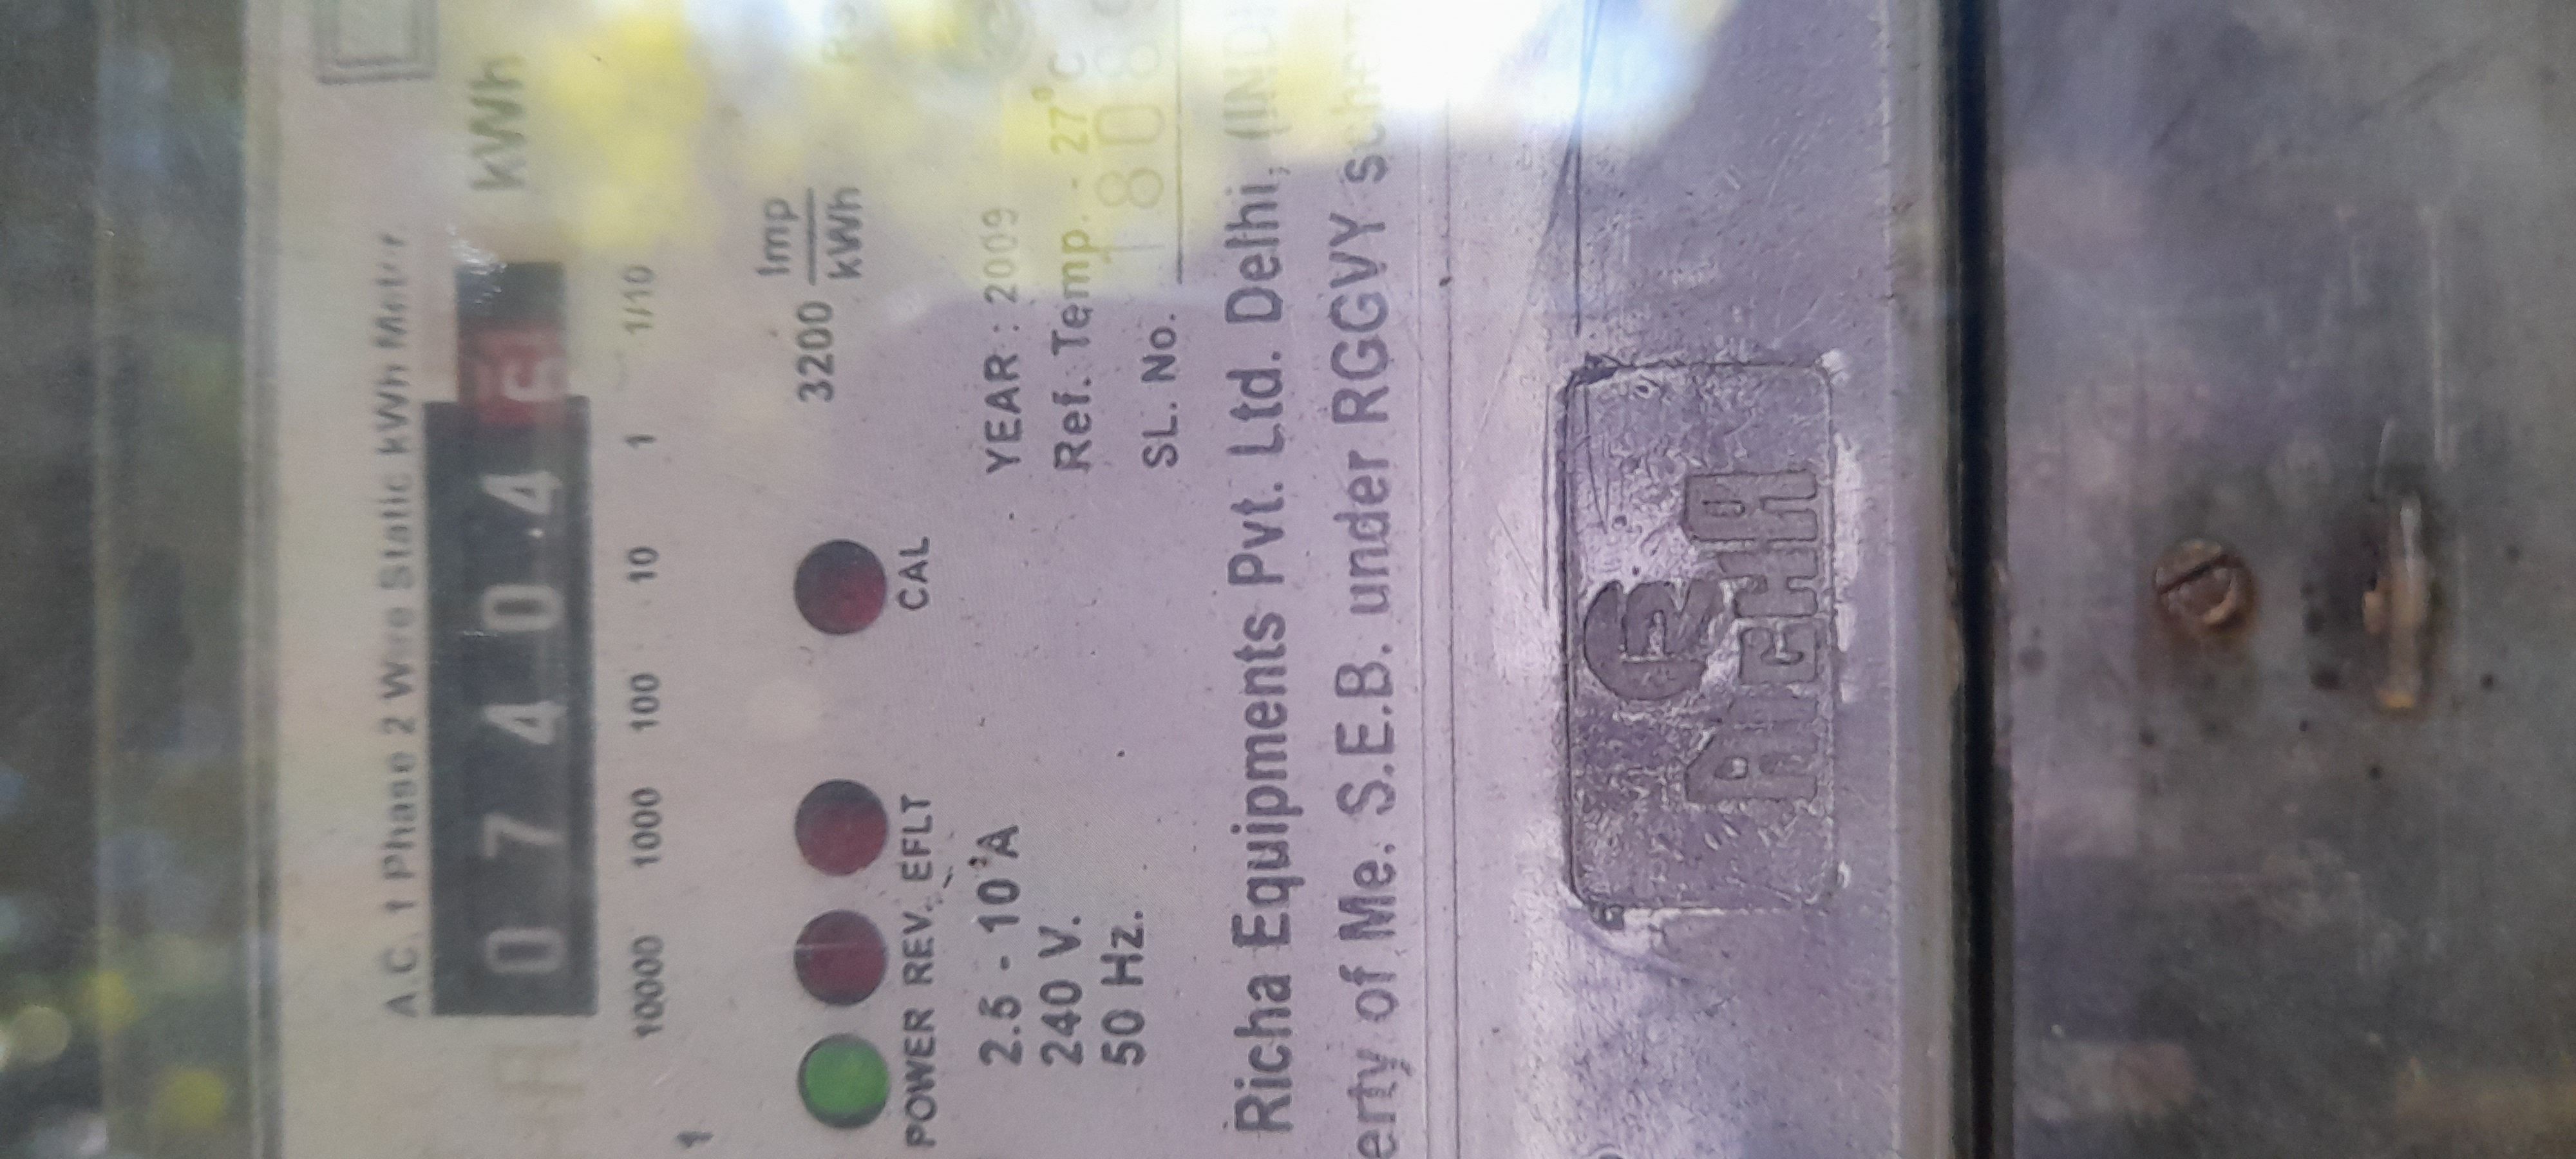 A.C. 1 Phase 2 Wire Static kWh Meter
0 7 4 0 4 6 kWh
10000 1000 100 10 1 1/10
1
3200 Imp/kWh
POWER REV. EFLT CAL
2.5 - 10 A YEAR : 2009
240 V. Ref. Temp. - 27°C
50 Hz. SL. No.
Richa Equipments Pvt. Ltd. Delhi,
erty of Me. S.E.B. under RGGVY
R
RICHA